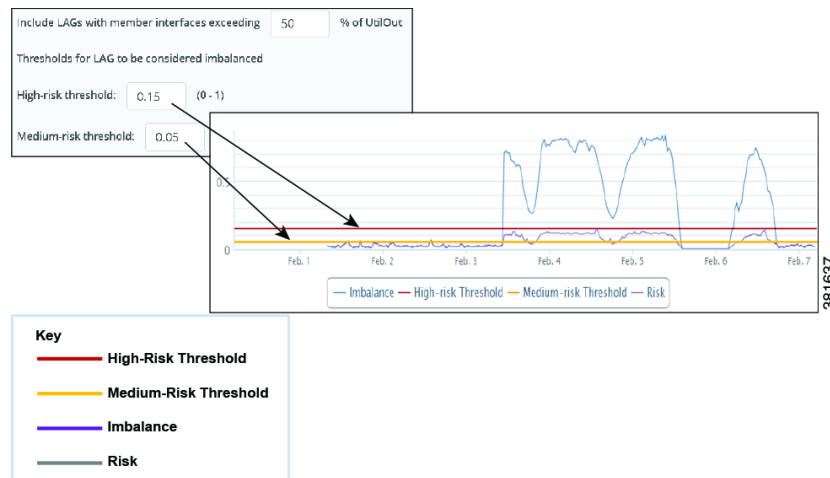 Include LAGs with member interfaces exceeding 50 % of UtilOut
Thresholds for LAG to be considered imbalanced
High-risk threshold: 0.15 (0 - 1)
Medium-risk threshold: 0.05
0.5
0
Feb. 1 Feb. 2 Feb. 3 Feb. 4 Feb. 5 Feb. 6 Feb. 7
Imbalance High-risk Threshold Medium-risk Threshold Risk
381637
Key
High-Risk Threshold
Medium-Risk Threshold
Imbalance
Risk